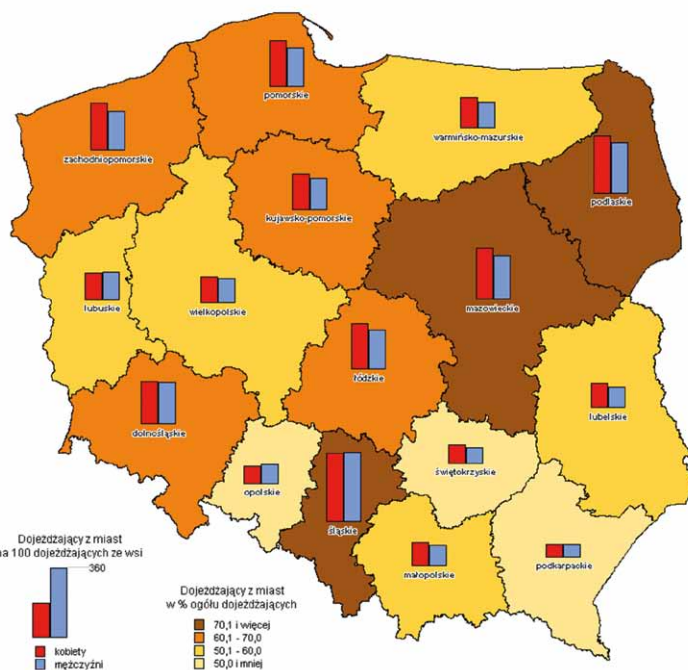 pomorskie
warmińsko-mazurskie
zachodniopomorskie
podlaskie
kujawsko-pomorskie
mazowieckie
lubuskie
wielkopolskie
łódzkie
lubelskie
dolnośląskie
świętokrzyskie
opolskie
śląskie
małopolskie
podkarpackie
Dojeżdżający z miast
na 100 dojeżdżających ze wsi
360
kobiety
mężczyźni
Dojeżdżający z miast
w % ogółu dojeżdżających
70,1 i więcej
60,1 - 70,0
50,1 - 60,0
50,0 i mniej